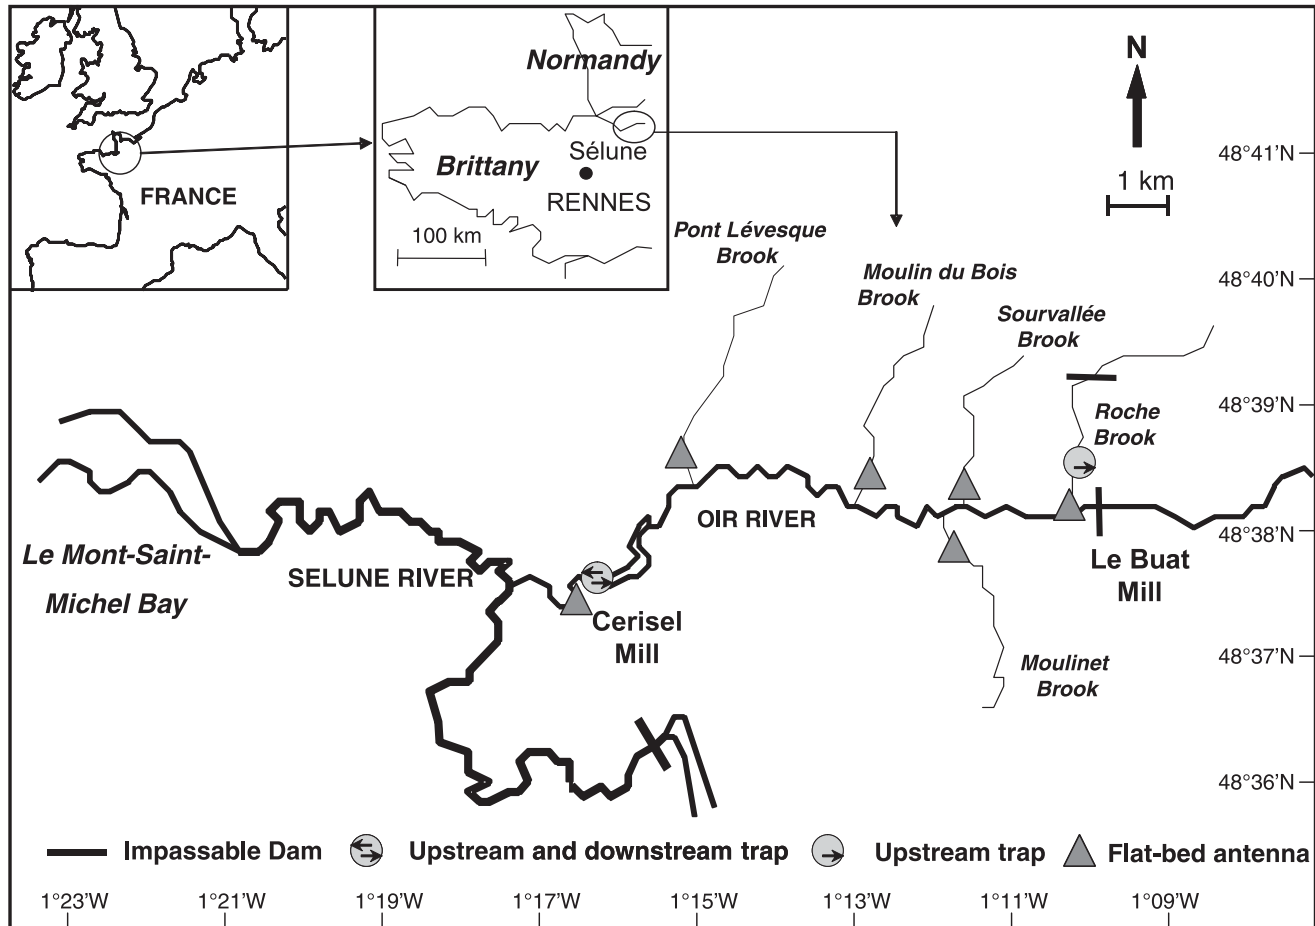 Normandy
N
Sélune
Brittany
RENNES
FRANCE
100 km
48°41'N
1 km
Pont Lévesque
Brook
Moulin du Bois
Brook
48°40'N
Sourvallée
Brook
48°39'N
Roche
Brook
OIR RIVER
48°38'N
Le Mont-Saint-
Michel Bay
SELUNE RIVER
Le Buat
Mill
Cerisel
Mill
48°37'N
Moulinet
Brook
48°36'N
Impassable Dam
Upstream and downstream trap
Upstream trap
Flat-bed antenna
1°23'W
1°21'W
1°19'W
1°17'W
1°15'W
1°13'W
1°11'W
1°09'W